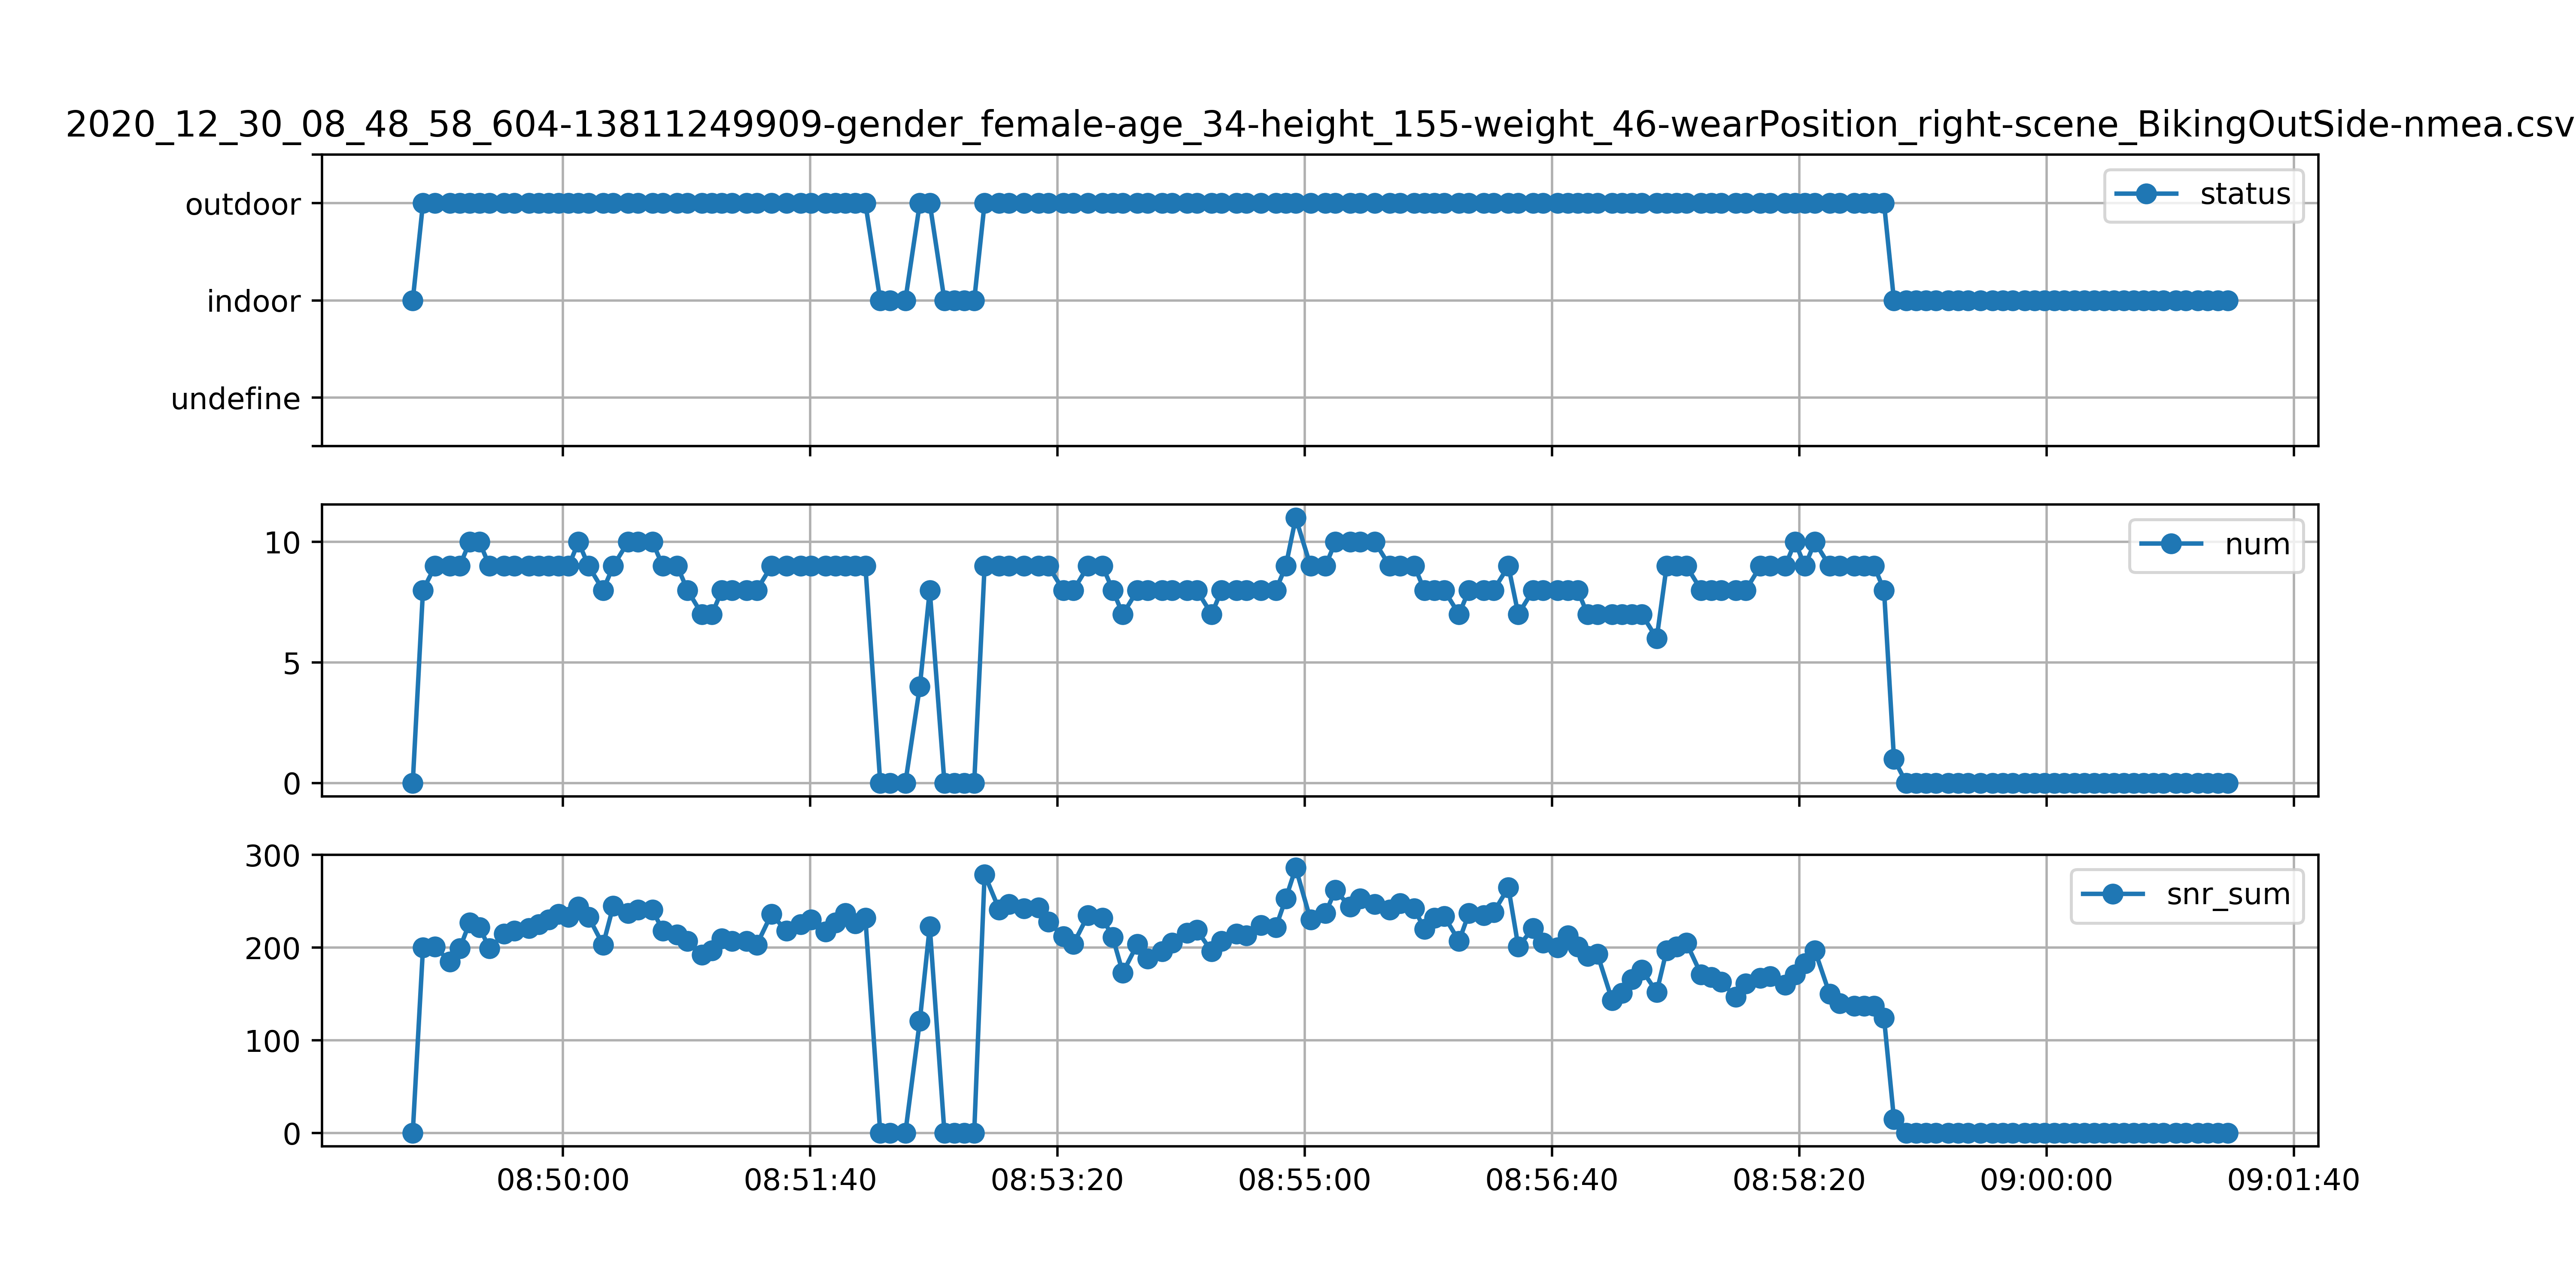 2020_12_30_08_48_58_604-13811249909-gender_female-age_34-height_155-weight_46-wearPosition_right-scene_BikingOutSide-nmea.csv
outdoor
indoor
undefine
status
10
5
0
num
300
200
100
0
snr_sum
08:50:00 08:51:40 08:53:20 08:55:00 08:56:40 08:58:20 09:00:00 09:01:40